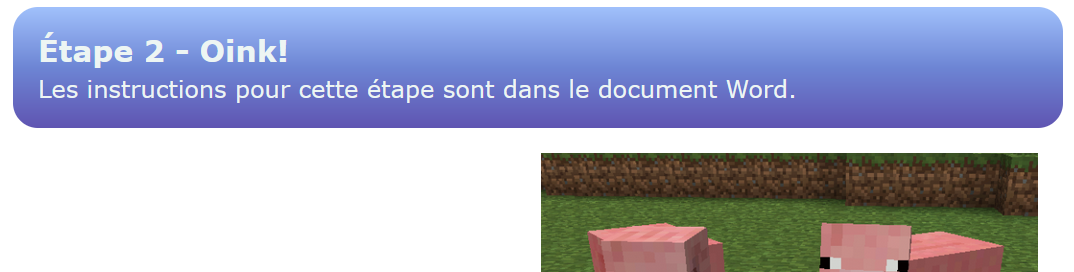 Étape 2 – Oink!
Les instructions pour cette étape sont dans le document Word.